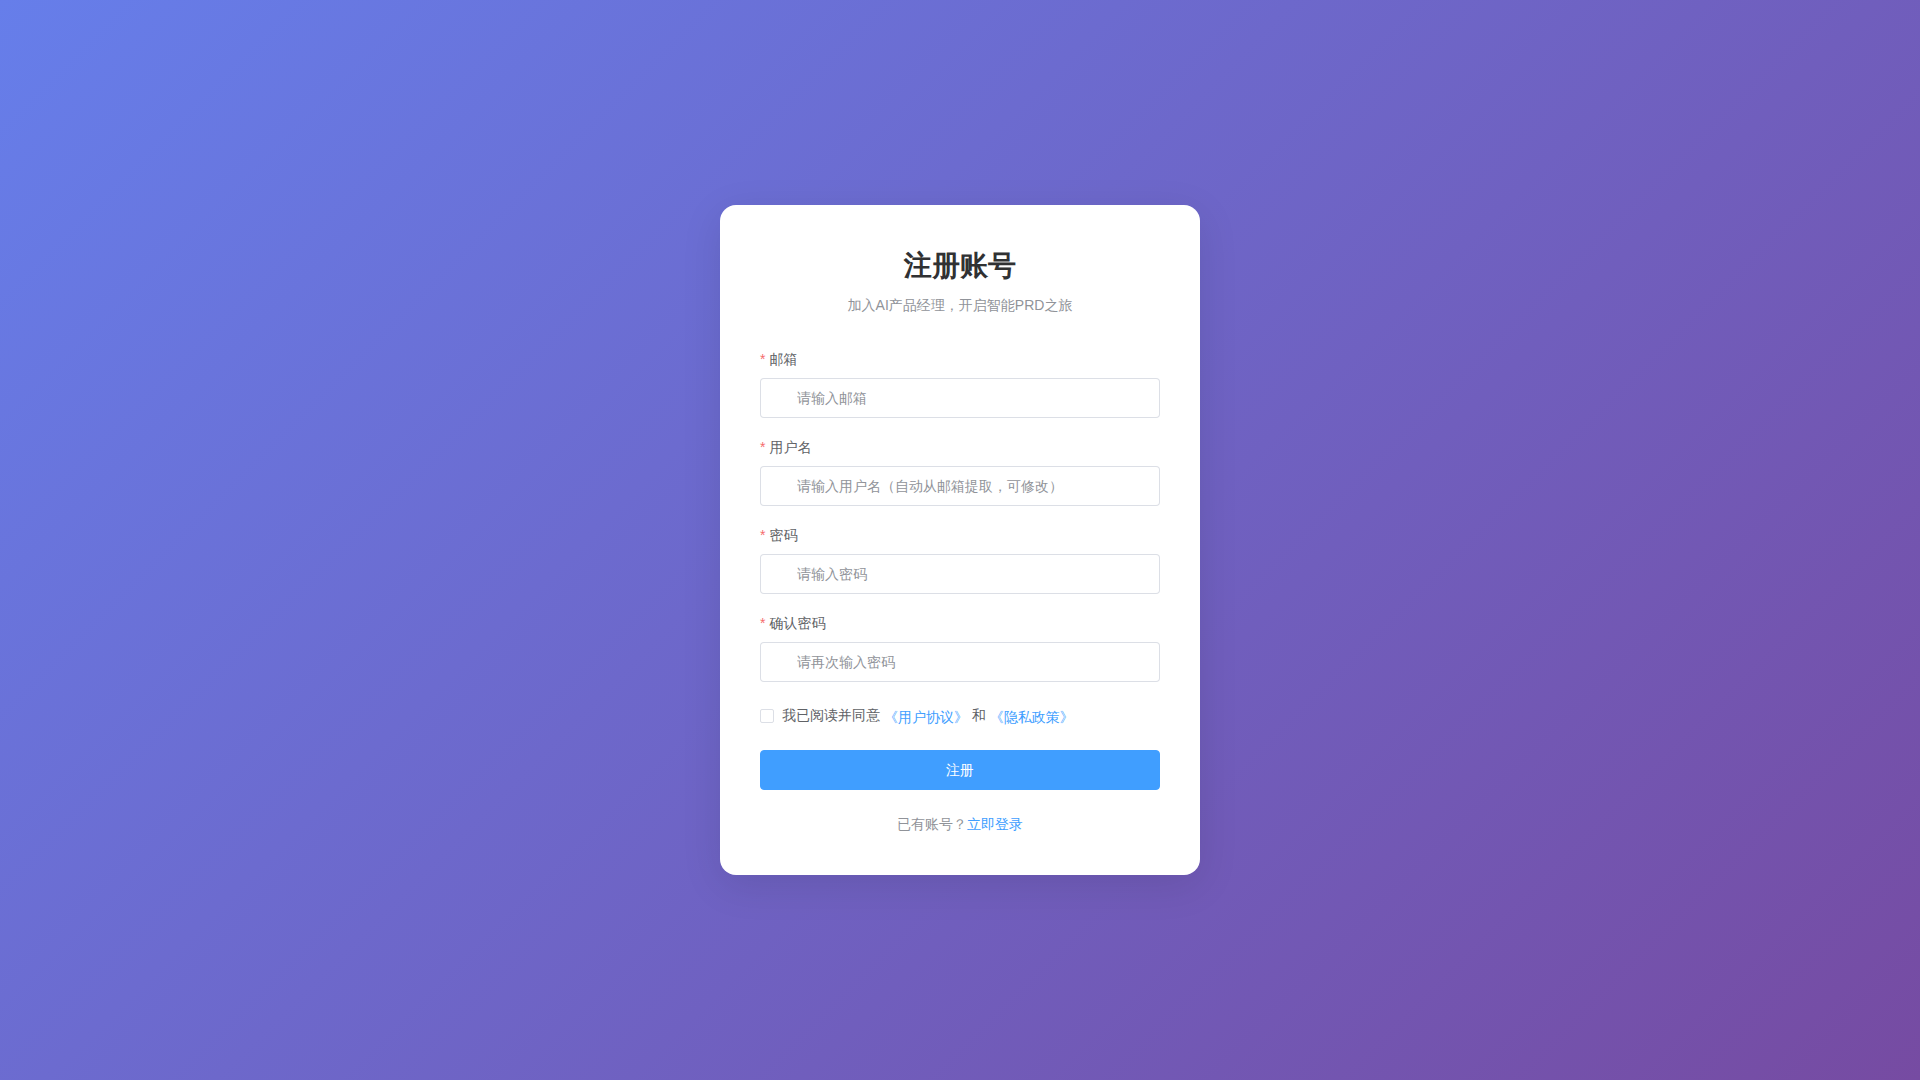 注册账号
加入AI产品经理，开启智能PRD之旅
* 邮箱
请输入邮箱
* 用户名
请输入用户名（自动从邮箱提取，可修改）
* 密码
请输入密码
* 确认密码
请再次输入密码
我已阅读并同意 《用户协议》 和 《隐私政策》
注册
已有账号？立即登录